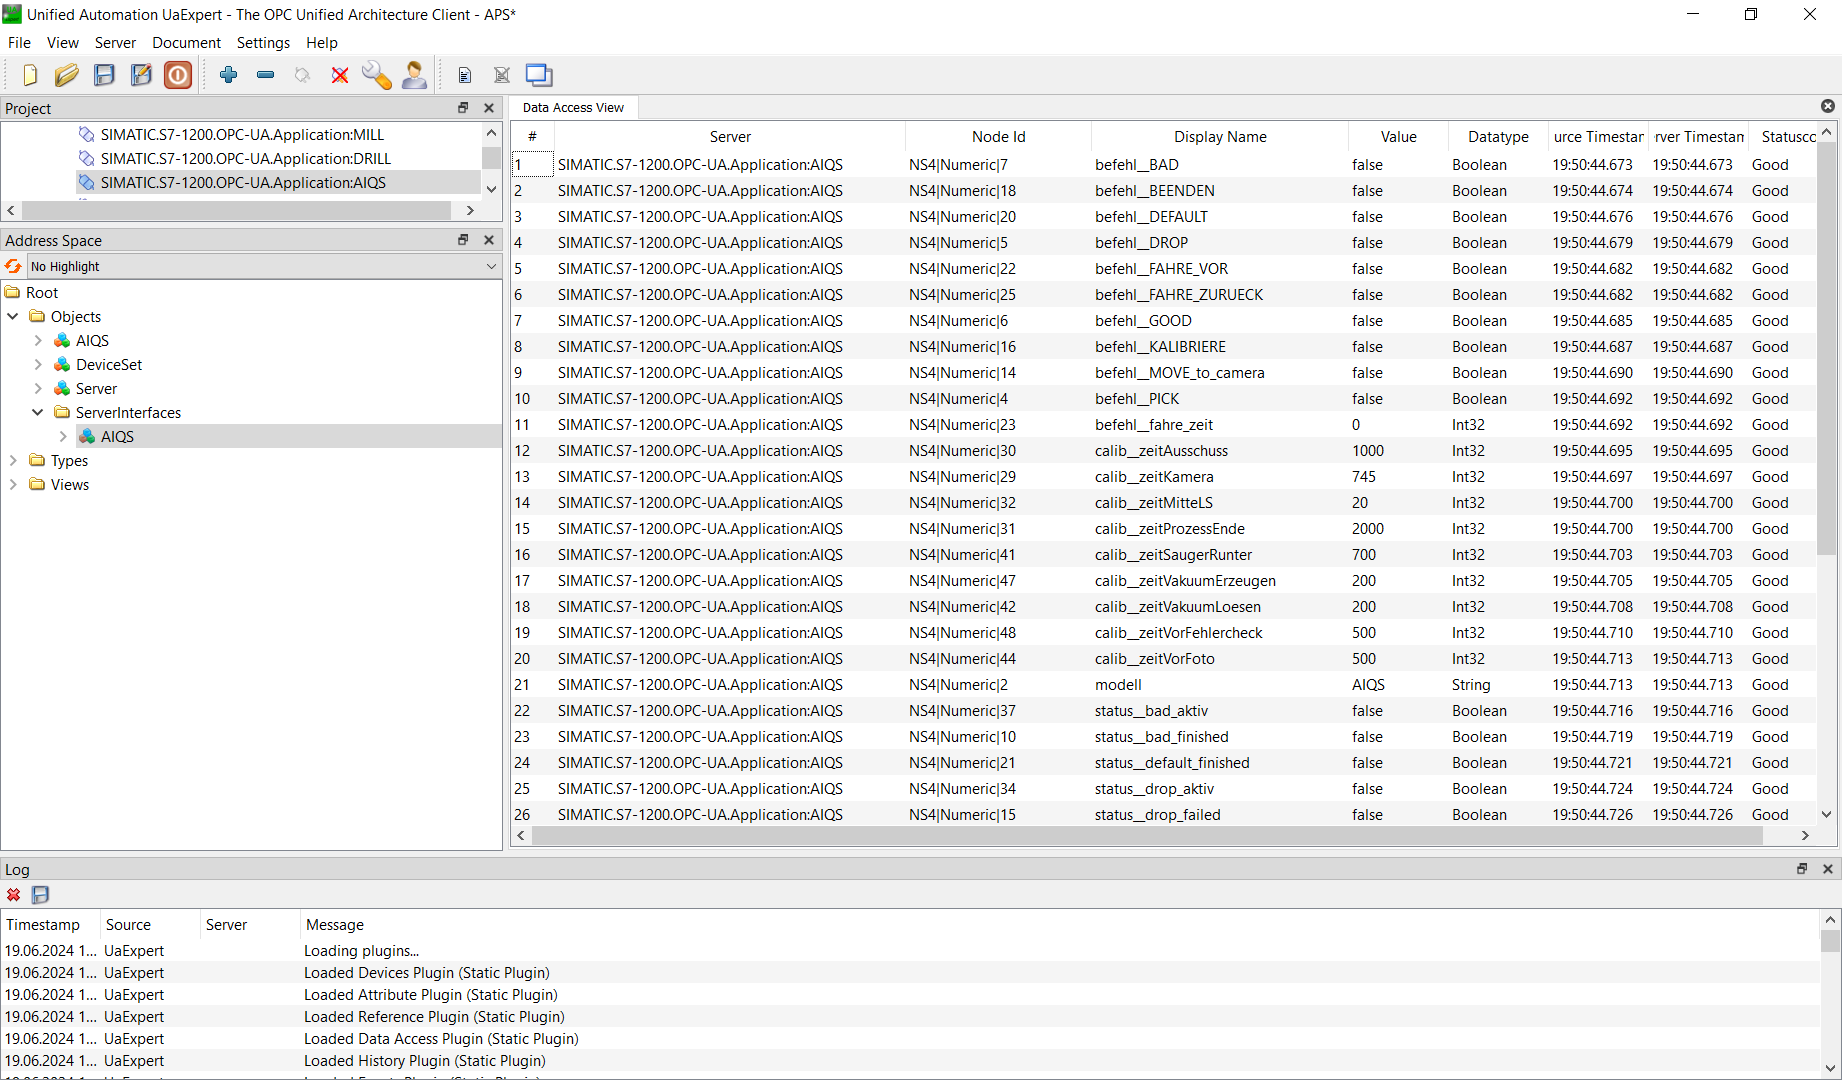 Unified Automation UaExpert - The OPC Unified Architecture Client - APS*
File View Server Document Settings Help
Project
SIMATIC.S7-1200.OPC-UA.Application:MILL
SIMATIC.S7-1200.OPC-UA.Application:DRILL
SIMATIC.S7-1200.OPC-UA.Application:AIQS
Address Space
No Highlight
Root
Objects
AIQS
DeviceSet
Server
ServerInterfaces
AIQS
Types
Views
Data Access View
# Server Node Id Display Name Value Datatype urce Timestar rver Timestan Statusco
1 SIMATIC.S7-1200.OPC-UA.Application:AIQS NS4|Numeric|7 befehl__BAD false Boolean 19:50:44.673 19:50:44.673 Good
2 SIMATIC.S7-1200.OPC-UA.Application:AIQS NS4|Numeric|18 befehl__BEENDEN false Boolean 19:50:44.674 19:50:44.674 Good
3 SIMATIC.S7-1200.OPC-UA.Application:AIQS NS4|Numeric|20 befehl__DEFAULT false Boolean 19:50:44.676 19:50:44.676 Good
4 SIMATIC.S7-1200.OPC-UA.Application:AIQS NS4|Numeric|5 befehl__DROP false Boolean 19:50:44.679 19:50:44.679 Good
5 SIMATIC.S7-1200.OPC-UA.Application:AIQS NS4|Numeric|22 befehl__FAHRE_VOR false Boolean 19:50:44.682 19:50:44.682 Good
6 SIMATIC.S7-1200.OPC-UA.Application:AIQS NS4|Numeric|25 befehl__FAHRE_ZURUECK false Boolean 19:50:44.682 19:50:44.682 Good
7 SIMATIC.S7-1200.OPC-UA.Application:AIQS NS4|Numeric|6 befehl__GOOD false Boolean 19:50:44.685 19:50:44.685 Good
8 SIMATIC.S7-1200.OPC-UA.Application:AIQS NS4|Numeric|16 befehl__KALIBRIERE false Boolean 19:50:44.687 19:50:44.687 Good
9 SIMATIC.S7-1200.OPC-UA.Application:AIQS NS4|Numeric|14 befehl__MOVE_to_camera false Boolean 19:50:44.690 19:50:44.690 Good
10 SIMATIC.S7-1200.OPC-UA.Application:AIQS NS4|Numeric|4 befehl__PICK false Boolean 19:50:44.692 19:50:44.692 Good
11 SIMATIC.S7-1200.OPC-UA.Application:AIQS NS4|Numeric|23 befehl__fahre_zeit 0 Int32 19:50:44.692 19:50:44.692 Good
12 SIMATIC.S7-1200.OPC-UA.Application:AIQS NS4|Numeric|30 calib__zeitAusschuss 1000 Int32 19:50:44.695 19:50:44.695 Good
13 SIMATIC.S7-1200.OPC-UA.Application:AIQS NS4|Numeric|29 calib__zeitKamera 745 Int32 19:50:44.697 19:50:44.697 Good
14 SIMATIC.S7-1200.OPC-UA.Application:AIQS NS4|Numeric|32 calib__zeitMitteLS 20 Int32 19:50:44.700 19:50:44.700 Good
15 SIMATIC.S7-1200.OPC-UA.Application:AIQS NS4|Numeric|31 calib__zeitProzessEnde 2000 Int32 19:50:44.700 19:50:44.700 Good
16 SIMATIC.S7-1200.OPC-UA.Application:AIQS NS4|Numeric|41 calib__zeitSaugerRunter 700 Int32 19:50:44.703 19:50:44.703 Good
17 SIMATIC.S7-1200.OPC-UA.Application:AIQS NS4|Numeric|47 calib__zeitVakuumErzeugen 200 Int32 19:50:44.705 19:50:44.705 Good
18 SIMATIC.S7-1200.OPC-UA.Application:AIQS NS4|Numeric|42 calib__zeitVakuumLoesen 200 Int32 19:50:44.708 19:50:44.708 Good
19 SIMATIC.S7-1200.OPC-UA.Application:AIQS NS4|Numeric|48 calib__zeitVorFehlercheck 500 Int32 19:50:44.710 19:50:44.710 Good
20 SIMATIC.S7-1200.OPC-UA.Application:AIQS NS4|Numeric|44 calib__zeitVorFoto 500 Int32 19:50:44.713 19:50:44.713 Good
21 SIMATIC.S7-1200.OPC-UA.Application:AIQS NS4|Numeric|2 modell AIQS String 19:50:44.713 19:50:44.713 Good
22 SIMATIC.S7-1200.OPC-UA.Application:AIQS NS4|Numeric|37 status__bad_aktiv false Boolean 19:50:44.716 19:50:44.716 Good
23 SIMATIC.S7-1200.OPC-UA.Application:AIQS NS4|Numeric|10 status__bad_finished false Boolean 19:50:44.719 19:50:44.719 Good
24 SIMATIC.S7-1200.OPC-UA.Application:AIQS NS4|Numeric|21 status__default_finished false Boolean 19:50:44.721 19:50:44.721 Good
25 SIMATIC.S7-1200.OPC-UA.Application:AIQS NS4|Numeric|34 status__drop_aktiv false Boolean 19:50:44.724 19:50:44.724 Good
26 SIMATIC.S7-1200.OPC-UA.Application:AIQS NS4|Numeric|15 status__drop_failed false Boolean 19:50:44.726 19:50:44.726 Good
Log
Timestamp Source Server Message
19.06.2024 1... UaExpert Loading plugins...
19.06.2024 1... UaExpert Loaded Devices Plugin (Static Plugin)
19.06.2024 1... UaExpert Loaded Attribute Plugin (Static Plugin)
19.06.2024 1... UaExpert Loaded Reference Plugin (Static Plugin)
19.06.2024 1... UaExpert Loaded Data Access Plugin (Static Plugin)
19.06.2024 1... UaExpert Loaded History Plugin (Static Plugin)